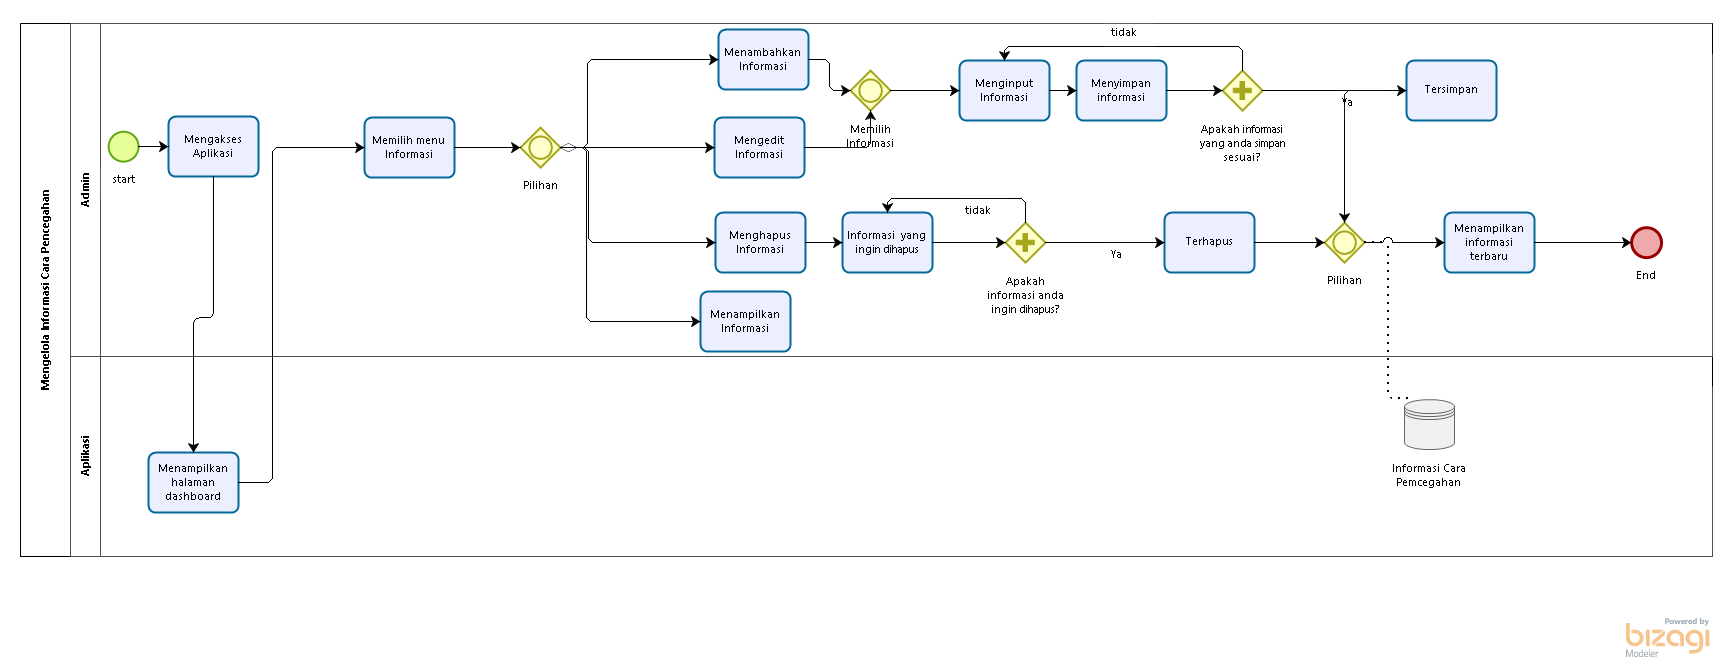 Mengelola Informasi Cara Pencegahan
Admin
Aplikasi
start
Mengakses
Aplikasi
Menampilkan
halaman
dashboard
Memilih menu
Informasi
Pilihan
Menambahkan
Informasi
Mengedit
Informasi
Menghapus
Informasi
Menampilkan
Informasi
Memilih
Informasi
Menginput
Informasi
Menyimpan
informasi
tidak
Apakah informasi
yang anda simpan
sesuai?
Ya
Tersimpan
Informasi yang
ingin dihapus
tidak
Apakah
informasi anda
ingin dihapus?
Ya
Terhapus
Pilihan
Menampilkan
informasi
terbaru
End
Informasi Cara
Pemcegahan
Powered by
bizagi
Modeler